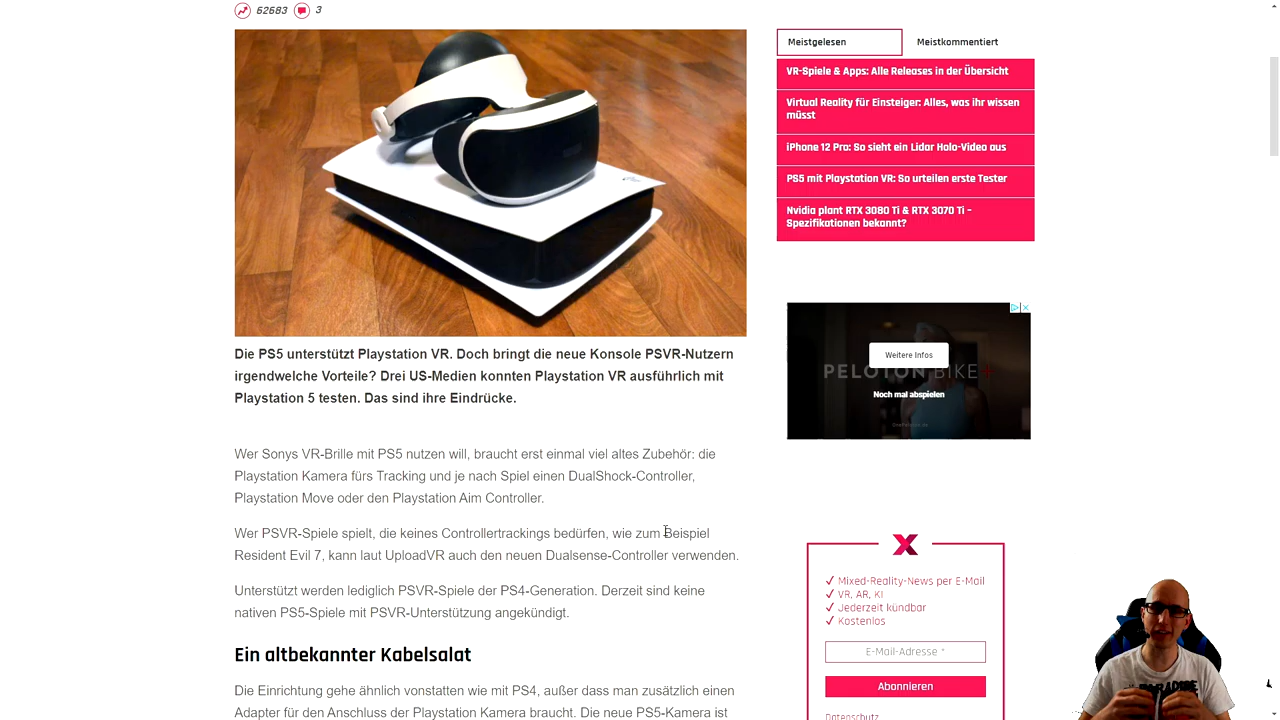 62683 3
Die PS5 unterstützt Playstation VR. Doch bringt die neue Konsole PSVR-Nutzern
irgendwelche Vorteile? Drei US-Medien konnten Playstation VR ausführlich mit
Playstation 5 testen. Das sind ihre Eindrücke.
Wer Sonys VR-Brille mit PS5 nutzen will, braucht erst einmal viel altes Zubehör: die
Playstation Kamera fürs Tracking und je nach Spiel einen DualShock-Controller,
Playstation Move oder den Playstation Aim Controller.
Wer PSVR-Spiele spielt, die keines Controllertrackings bedürfen, wie zum Beispiel
Resident Evil 7, kann laut UploadVR auch den neuen Dualsense-Controller verwenden.
Unterstützt werden lediglich PSVR-Spiele der PS4-Generation. Derzeit sind keine
nativen PS5-Spiele mit PSVR-Unterstützung angekündigt.
Ein altbekannter Kabelsalat
Die Einrichtung gehe ähnlich vonstatten wie mit PS4, außer dass man zusätzlich einen
Adapter für den Anschluss der Playstation Kamera braucht. Die neue PS5-Kamera ist
Meistgelesen Meistkommentiert
VR-Spiele & Apps: Alle Releases in der Übersicht
Virtual Reality für Einsteiger: Alles, was ihr wissen
müsst
iPhone 12 Pro: So sieht ein Lidar Holo-Video aus
PS5 mit Playstation VR: So urteilen erste Tester
Nvidia plant RTX 3080 Ti & RTX 3070 Ti –
Spezifikationen bekannt?
Weitere Infos
PELOTON BIKE
Noch mal abspielen
✓ Mixed-Reality-News per E-Mail
✓ VR, AR, KI
✓ Jederzeit kündbar
✓ Kostenlos
E-Mail-Adresse *
Abonnieren
Datenschutz